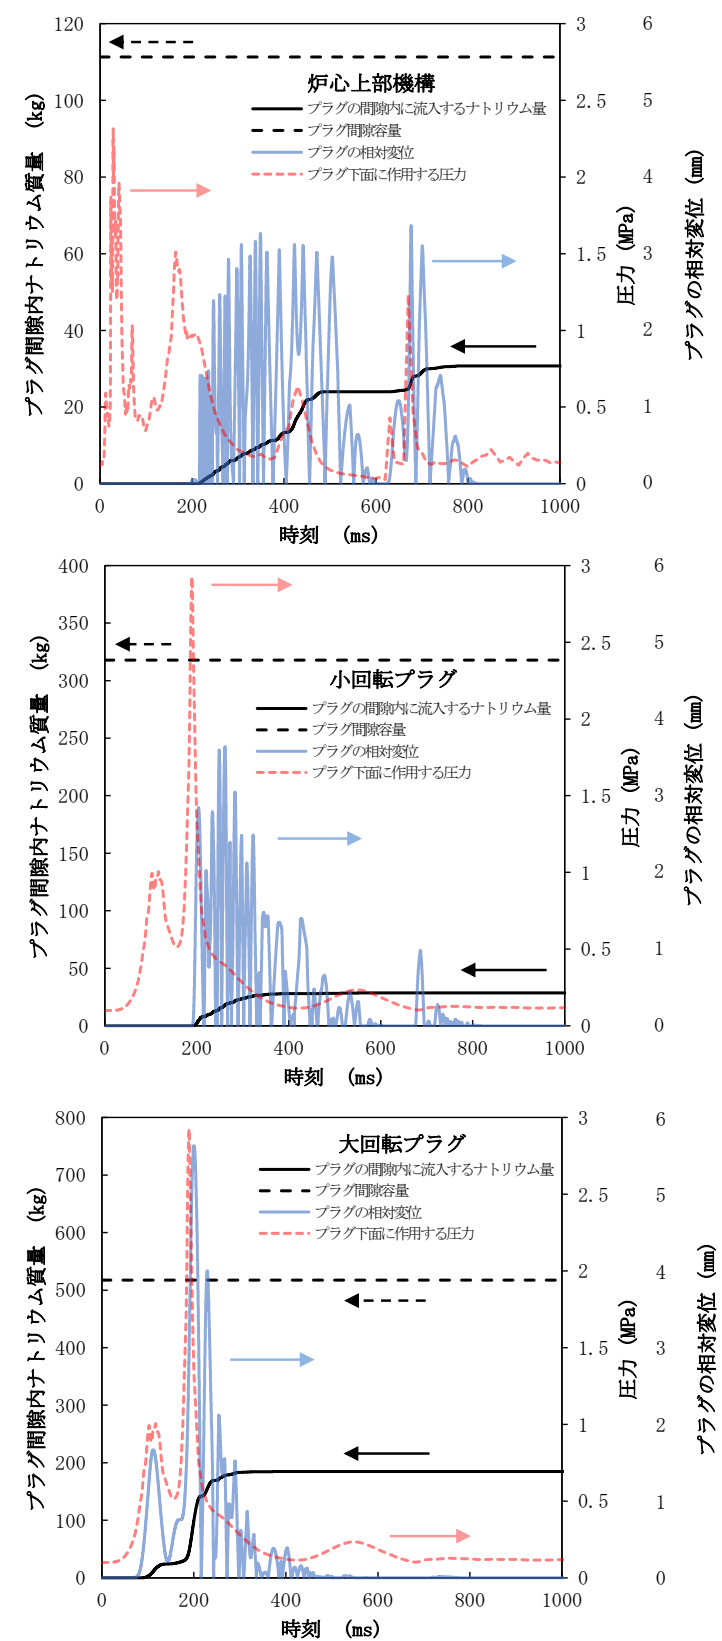 炉心上部機構
プラグの間隙内に流入するナトリウム量
プラグ間隙容量
プラグの相対変位
プラグ下面に作用する圧力
プラグ間隙内ナトリウム質量 (kg)
120
100
80
60
40
20
0
3
2.5
2
1.5
1
0.5
0
圧力 (MPa)
6
5
4
3
2
1
0
プラグの相対変位 (mm)
0 200 400 600 800 1000
時刻 (ms)
小回転プラグ
プラグの間隙内に流入するナトリウム量
プラグ間隙容量
プラグの相対変位
プラグ下面に作用する圧力
プラグ間隙内ナトリウム質量 (kg)
400
350
300
250
200
150
100
50
0
3
2.5
2
1.5
1
0.5
0
圧力 (MPa)
6
5
4
3
2
1
0
プラグの相対変位 (mm)
0 200 400 600 800 1000
時刻 (ms)
大回転プラグ
プラグの間隙内に流入するナトリウム量
プラグ間隙容量
プラグの相対変位
プラグ下面に作用する圧力
プラグ間隙内ナトリウム質量 (kg)
800
700
600
500
400
300
200
100
0
3
2.5
2
1.5
1
0.5
0
圧力 (MPa)
6
5
4
3
2
1
0
プラグの相対変位 (mm)
0 200 400 600 800 1000
時刻 (ms)